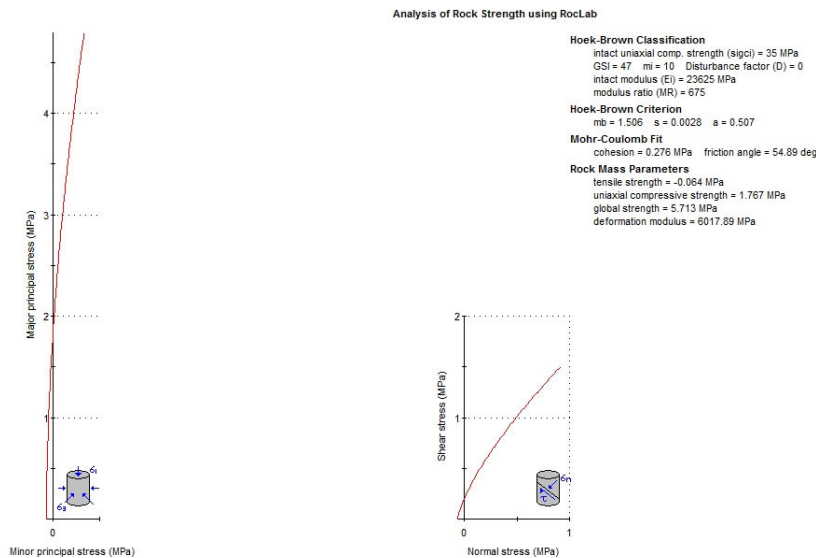 Analysis of Rock Strength using RocLab
Hoek-Brown Classification
intact uniaxial comp. strength (sigci) = 35 MPa
GSI = 47 mi = 10 Disturbance factor (D) = 0
intact modulus (Ei) = 23625 MPa
modulus ratio (MR) = 675
Hoek-Brown Criterion
mb = 1.506 s = 0.0028 a = 0.507
Mohr-Coulomb Fit
cohesion = 0.276 MPa friction angle = 54.89 deg
Rock Mass Parameters
tensile strength = -0.064 MPa
uniaxial compressive strength = 1.767 MPa
global strength = 5.713 MPa
deformation modulus = 6017.89 MPa
Major principal stress (MPa)
4
3
2
1
0
σ1
σ3
Minor principal stress (MPa)
Shear stress (MPa)
2
1
0
1
σn
τ
Normal stress (MPa)